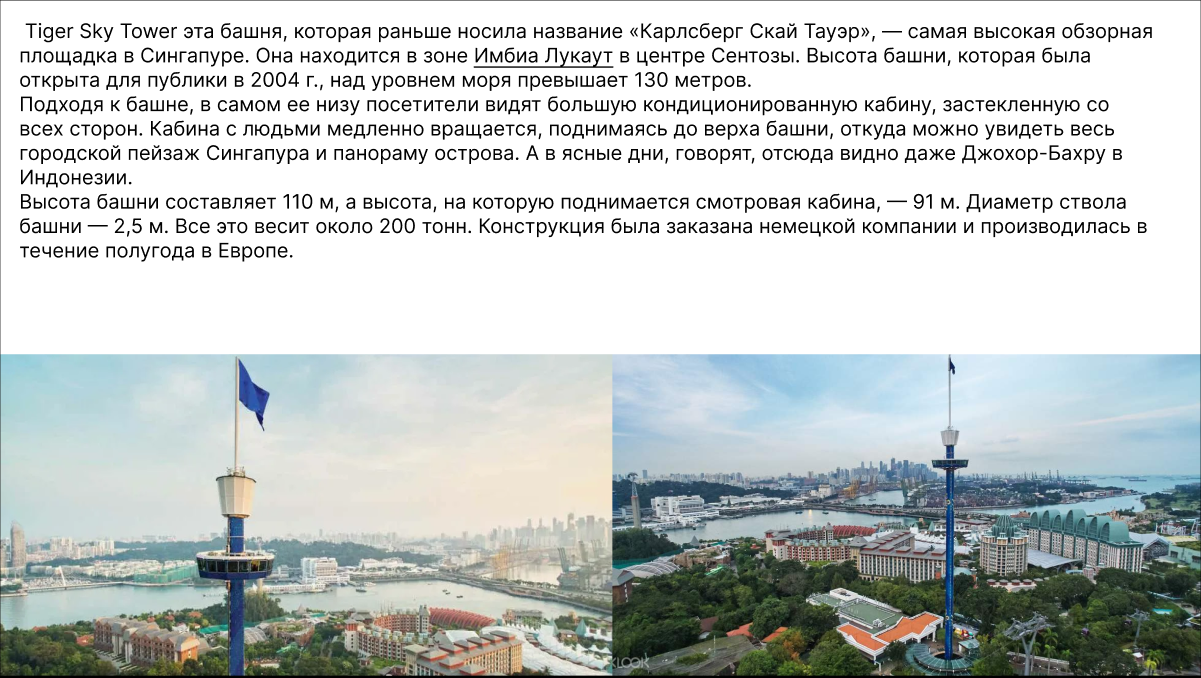 Tiger Sky Tower эта башня, которая раньше носила название «Карлсберг Скай Тауэр», — самая высокая обзорная
площадка в Сингапуре. Она находится в зоне Имбиа Лукаут в центре Сентозы. Высота башни, которая была
открыта для публики в 2004 г., над уровнем моря превышает 130 метров.
Подходя к башне, в самом ее низу посетители видят большую кондиционированную кабину, застекленную со
всех сторон. Кабина с людьми медленно вращается, поднимаясь до верха башни, откуда можно увидеть весь
городской пейзаж Сингапура и панораму острова. А в ясные дни, говорят, отсюда видно даже Джохор-Бахру в
Индонезии.
Высота башни составляет 110 м, а высота, на которую поднимается смотровая кабина, — 91 м. Диаметр ствола
башни — 2,5 м. Все это весит около 200 тонн. Конструкция была заказана немецкой компании и производилась в
течение полугода в Европе.